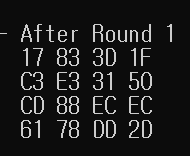 - After Round 1
17 83 3D 1F
C3 E3 31 50
CD 88 EC EC
61 78 DD 2D